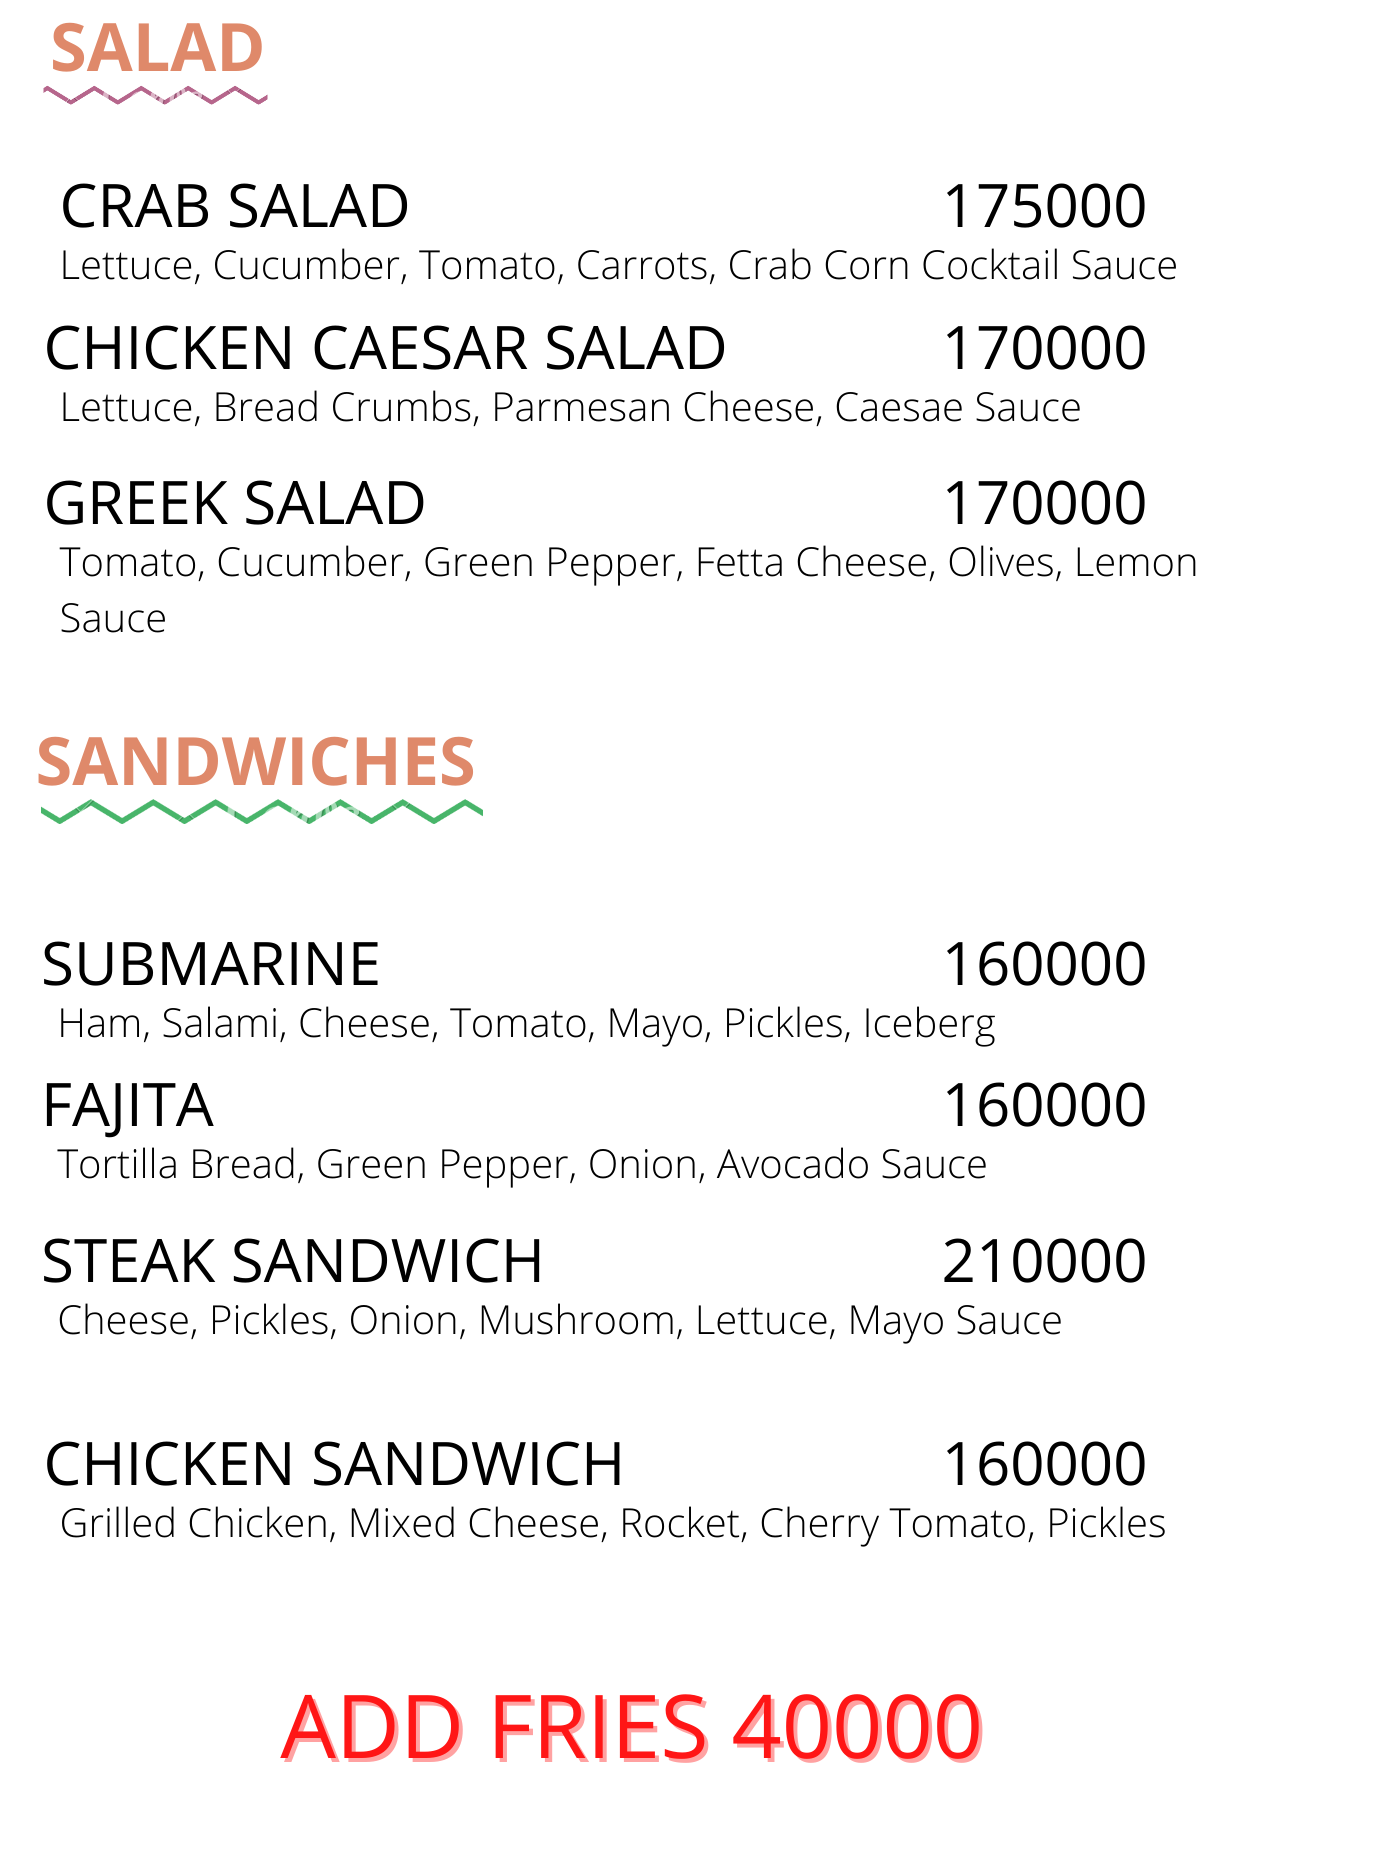 SALAD
CRAB SALAD 175000
Lettuce, Cucumber, Tomato, Carrots, Crab Corn Cocktail Sauce
CHICKEN CAESAR SALAD 170000
Lettuce, Bread Crumbs, Parmesan Cheese, Caesae Sauce
GREEK SALAD 170000
Tomato, Cucumber, Green Pepper, Fetta Cheese, Olives, Lemon
Sauce
SANDWICHES
SUBMARINE 160000
Ham, Salami, Cheese, Tomato, Mayo, Pickles, Iceberg
FAJITA 160000
Tortilla Bread, Green Pepper, Onion, Avocado Sauce
STEAK SANDWICH 210000
Cheese, Pickles, Onion, Mushroom, Lettuce, Mayo Sauce
CHICKEN SANDWICH 160000
Grilled Chicken, Mixed Cheese, Rocket, Cherry Tomato, Pickles
ADD FRIES 40000